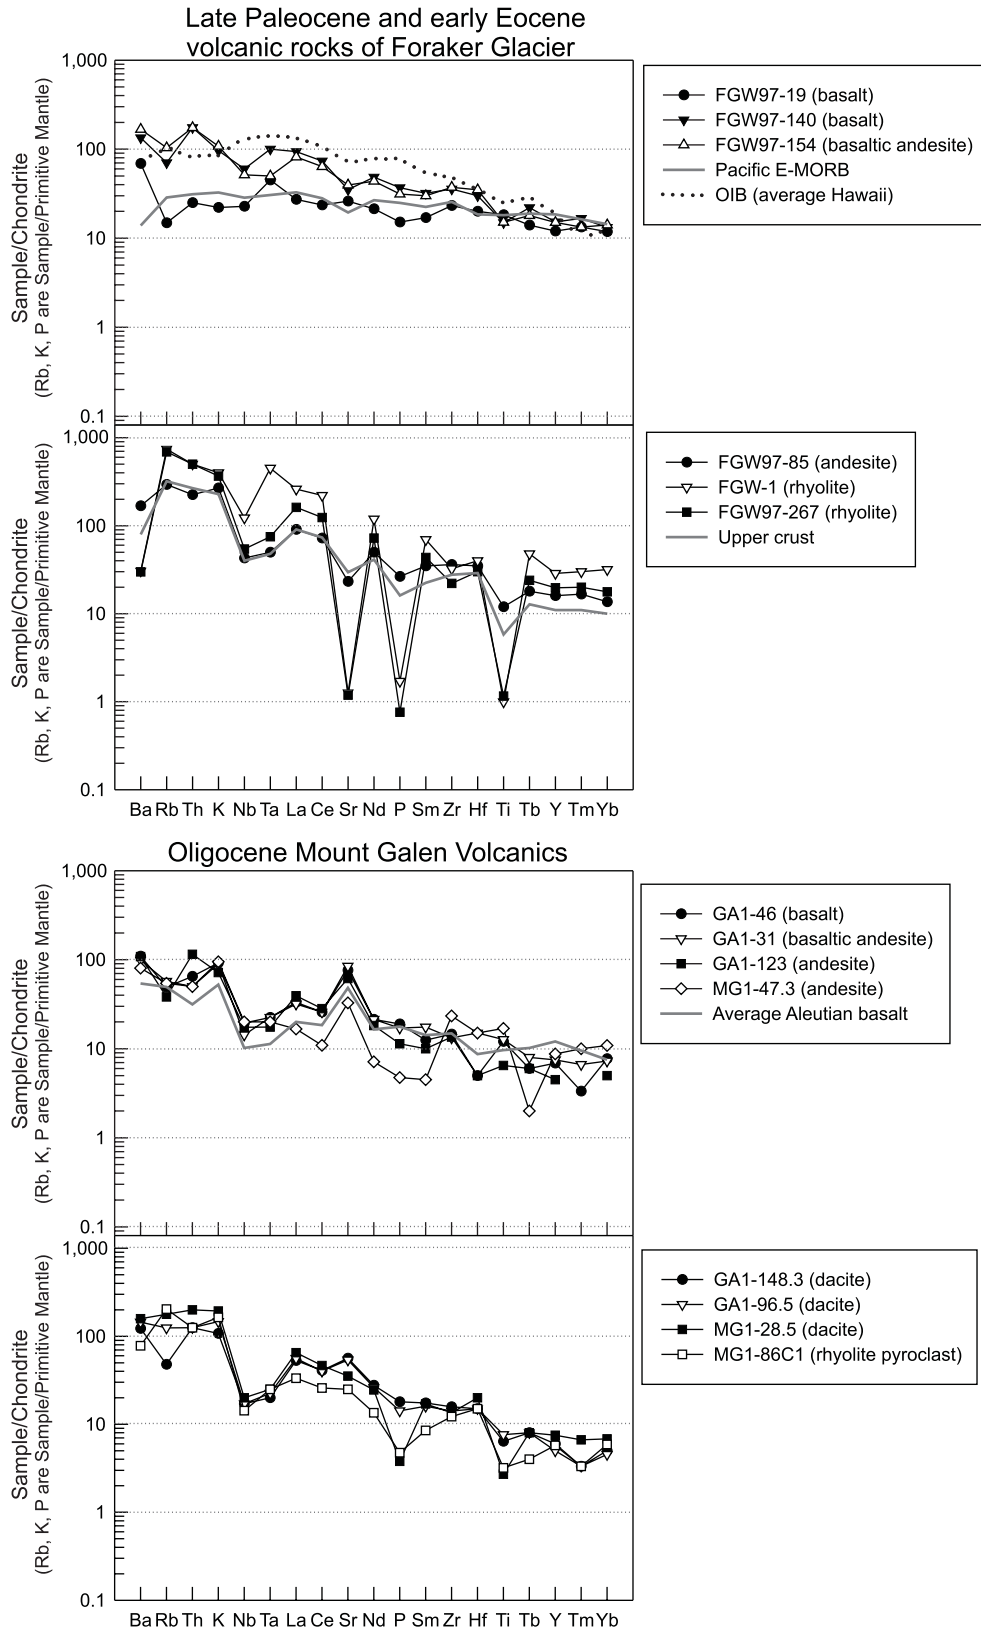 Late Paleocene and early Eocene
volcanic rocks of Foraker Glacier
Sample/Chondrite
(Rb, K, P are Sample/Primitive Mantle)
1,000
100
10
1
0.1
FGW97-19 (basalt)
FGW97-140 (basalt)
FGW97-154 (basaltic andesite)
Pacific E-MORB
OIB (average Hawaii)
Sample/Chondrite
(Rb, K, P are Sample/Primitive Mantle)
1,000
100
10
1
0.1
FGW97-85 (andesite)
FGW-1 (rhyolite)
FGW97-267 (rhyolite)
Upper crust
Ba Rb Th K Nb Ta La Ce Sr Nd P Sm Zr Hf Ti Tb Y Tm Yb
Oligocene Mount Galen Volcanics
Sample/Chondrite
(Rb, K, P are Sample/Primitive Mantle)
1,000
100
10
1
0.1
GA1-46 (basalt)
GA1-31 (basaltic andesite)
GA1-123 (andesite)
MG1-47.3 (andesite)
Average Aleutian basalt
Sample/Chondrite
(Rb, K, P are Sample/Primitive Mantle)
1,000
100
10
1
0.1
GA1-148.3 (dacite)
GA1-96.5 (dacite)
MG1-28.5 (dacite)
MG1-86C1 (rhyolite pyroclast)
Ba Rb Th K Nb Ta La Ce Sr Nd P Sm Zr Hf Ti Tb Y Tm Yb